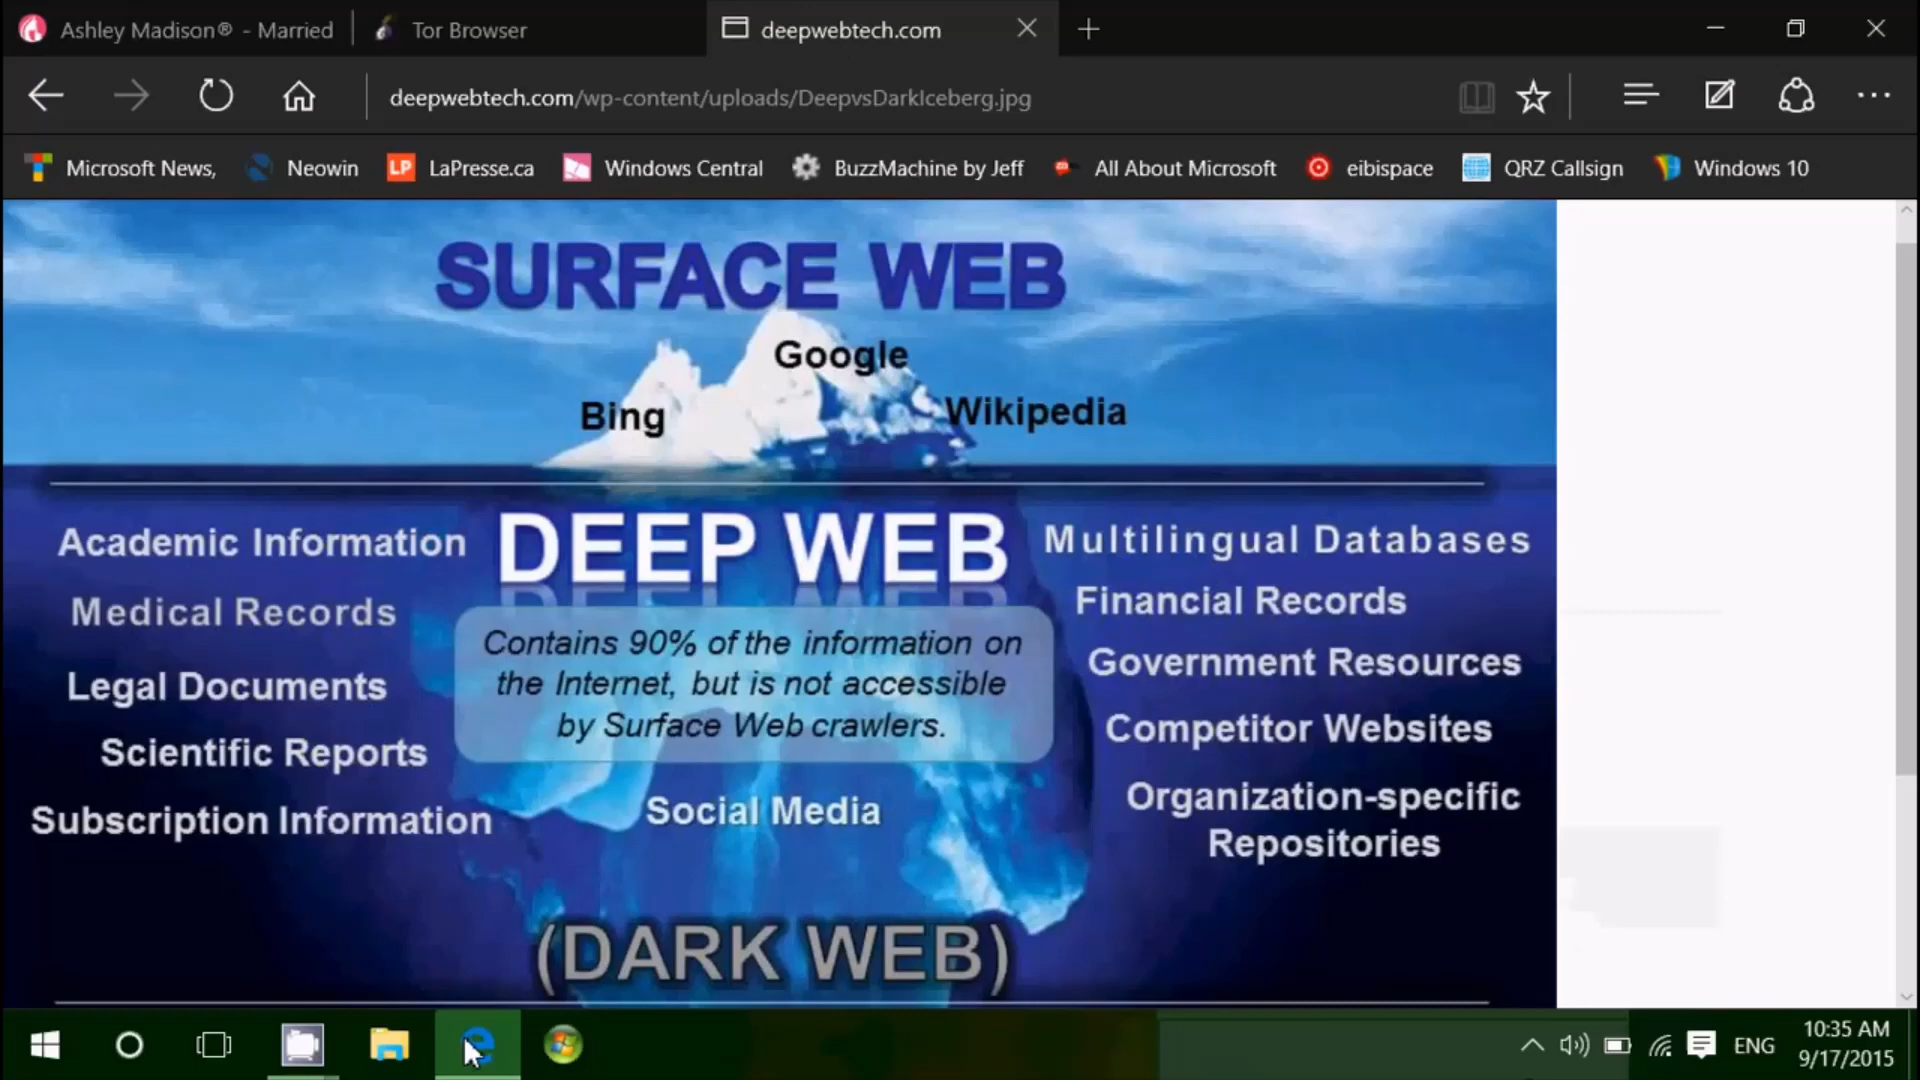 Ashley Madison® - Married
Tor Browser
deepwebtech.com
deepwebtech.com/wp-content/uploads/DeepvsDarkIceberg.jpg
Microsoft News,
Neowin
LP
LaPresse.ca
Windows Central
BuzzMachine by Jeff
All About Microsoft
eibispace
QRZ Callsign
Windows 10
SURFACE WEB
Google
Bing
Wikipedia
DEEP WEB
Academic Information
Medical Records
Legal Documents
Scientific Reports
Subscription Information
Contains 90% of the information on
the Internet, but is not accessible
by Surface Web crawlers.
Social Media
Multilingual Databases
Financial Records
Government Resources
Competitor Websites
Organization-specific
Repositories
(DARK WEB)
ENG
10:35 AM
9/17/2015